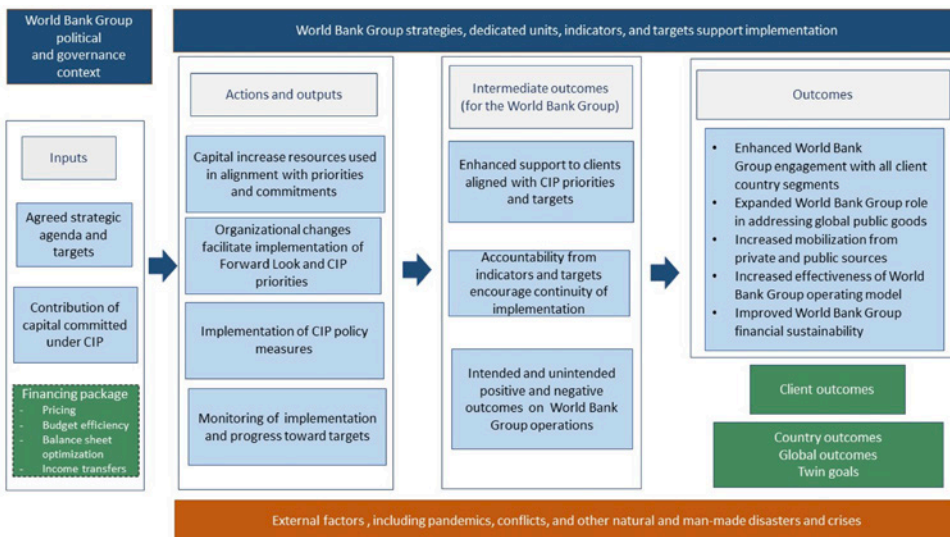 World Bank Group
political
and governance
context
World Bank Group strategies, dedicated units, indicators, and targets support implementation
Inputs
Agreed strategic
agenda and
targets
Contribution of
capital committed
under CIP
Financing package
- Pricing
- Budget efficiency
- Balance sheet
optimization
- Income transfers
Actions and outputs
Capital increase resources used
in alignment with priorities
and commitments
Organizational changes
facilitate implementation of
Forward Look and CIP
priorities
Implementation of CIP policy
measures
Monitoring of implementation
and progress toward targets
Intermediate outcomes
(for the World Bank Group)
Enhanced support to clients
aligned with CIP priorities
and targets
Accountability from
indicators and targets
encourage continuity of
implementation
Intended and unintended
positive and negative
outcomes on World Bank
Group operations
Outcomes
• Enhanced World Bank
Group engagement with all client
country segments
• Expanded World Bank Group role
in addressing global public goods
• Increased mobilization from
private and public sources
• Increased effectiveness of World
Bank Group operating model
• Improved World Bank Group
financial sustainability
Client outcomes
Country outcomes
Global outcomes
Twin goals
External factors , including pandemics, conflicts, and other natural and man-made disasters and crises